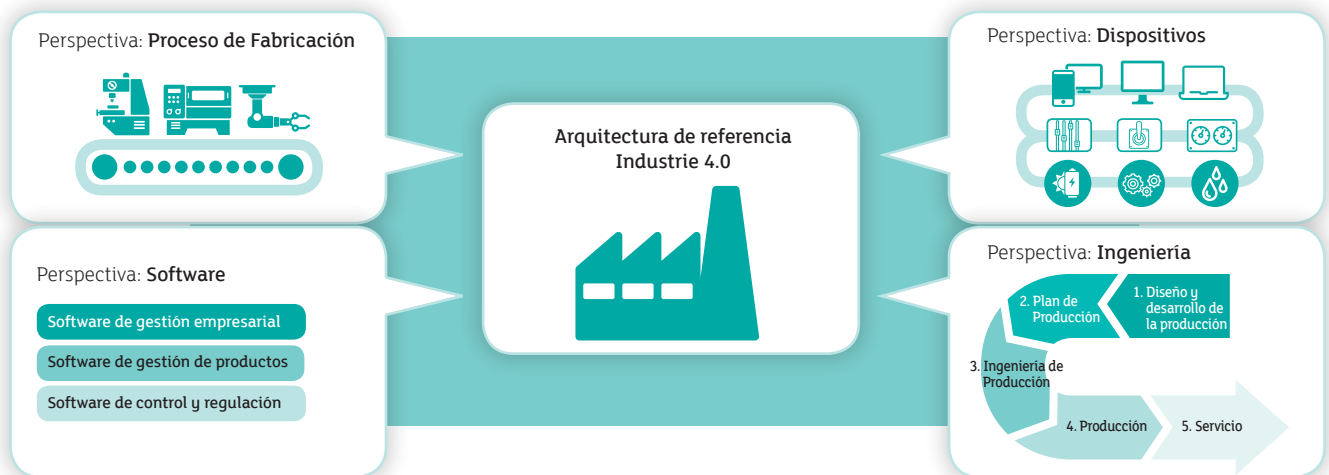 Perspectiva: Proceso de Fabricación
Perspectiva: Software
Software de gestión empresarial
Software de gestión de productos
Software de control y regulación
Arquitectura de referencia
Industrie 4.0
Perspectiva: Dispositivos
Perspectiva: Ingeniería
1. Diseño y
desarrollo de
la producción
2. Plan de
Producción
3. Ingeniería de
Producción
4. Producción
5. Servicio